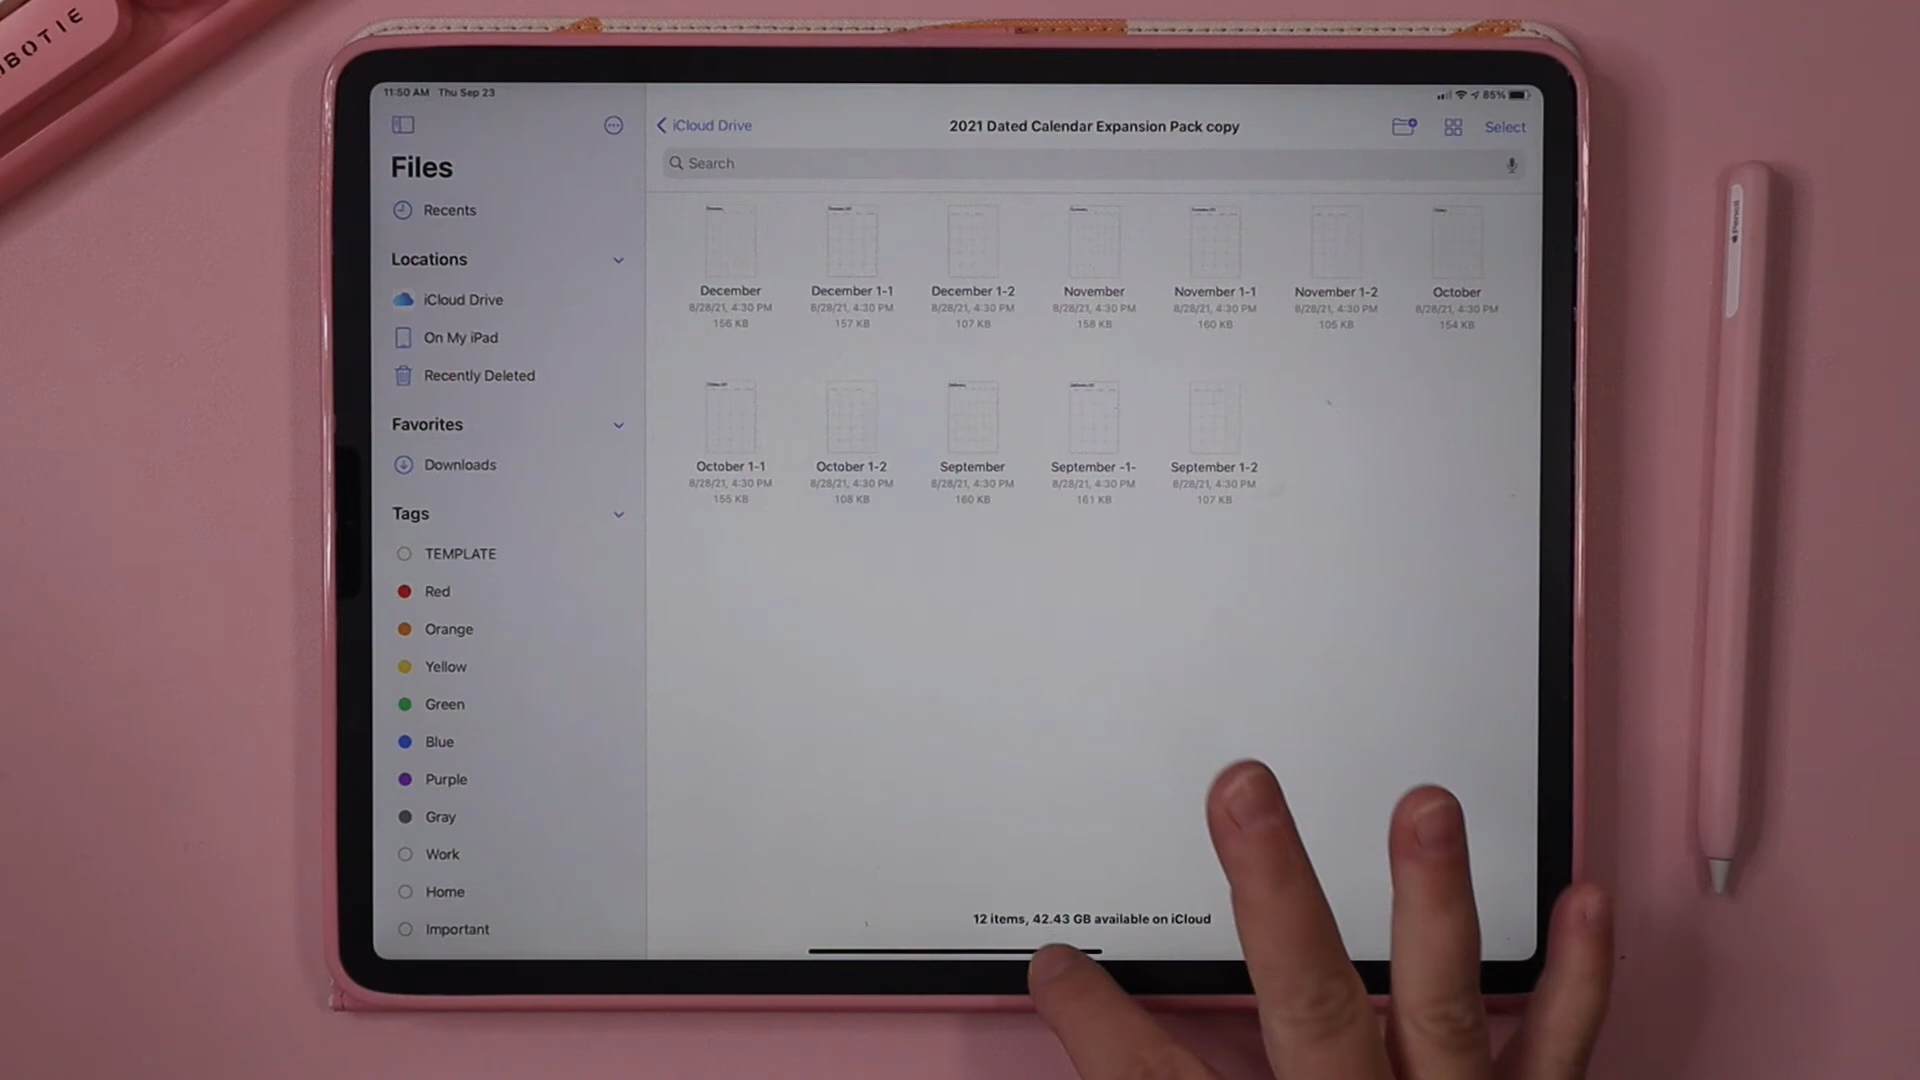 11:50 AM Thu Sep 23
85%
Files
Recents
Locations
iCloud Drive
On My iPad
Recently Deleted
Favorites
Downloads
Tags
TEMPLATE
Red
Orange
Yellow
Green
Blue
Purple
Gray
Work
Home
Important
iCloud Drive
2021 Dated Calendar Expansion Pack copy
Select
Search
December
8/28/21, 4:30 PM
156 KB
December 1-1
8/28/21, 4:30 PM
157 KB
December 1-2
8/28/21, 4:30 PM
107 KB
November
8/28/21, 4:30 PM
158 KB
November 1-1
8/28/21, 4:30 PM
160 KB
November 1-2
8/28/21, 4:30 PM
105 KB
October
8/28/21, 4:30 PM
154 KB
October 1-1
8/28/21, 4:30 PM
155 KB
October 1-2
8/28/21, 4:30 PM
108 KB
September
8/28/21, 4:30 PM
160 KB
September -1-
8/28/21, 4:30 PM
161 KB
September 1-2
8/28/21, 4:30 PM
107 KB
12 items, 42.43 GB available on iCloud
Pencil